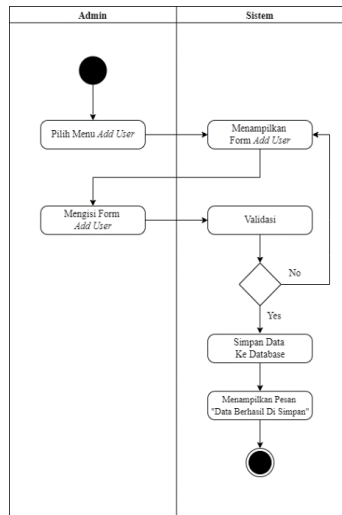 Admin
Sistem
Pilih Menu Add User
Menampilkan
Form Add User
Mengisi Form
Add User
Validasi
No
Yes
Simpan Data
Ke Database
Menampilkan Pesan
"Data Berhasil Di Simpan"